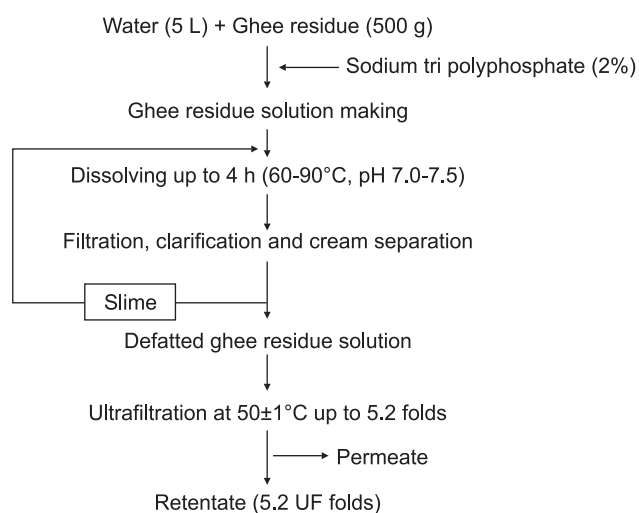 Water (5 L) + Ghee residue (500 g)
Sodium tri polyphosphate (2%)
Ghee residue solution making
Dissolving up to 4 h (60-90°C, pH 7.0-7.5)
Filtration, clarification and cream separation
Slime
Defatted ghee residue solution
Ultrafiltration at 50±1°C up to 5.2 folds
Permeate
Retentate (5.2 UF folds)